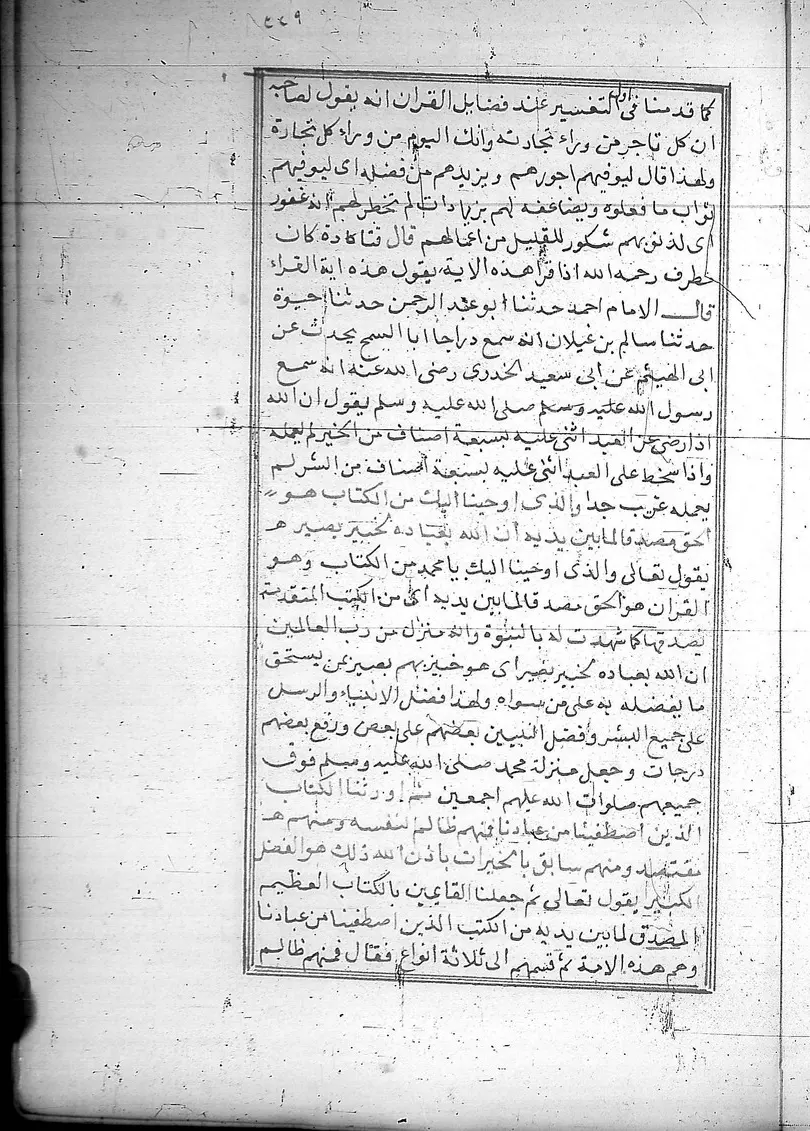 ٤٤٩
كما قدمنا فى اول التفسير عند فضايل القران انه يقول لصاحبه
ان كل تاجر من وراء تجارته وانك اليوم من وراء كل تجارة
ولهذا قال ليوفيهم اجورهم ويزيدهم من فضله اى ليوفيهم
ثواب ما فعلوه ويضاعفه لهم بزيادات لم تخطر لهم انه غفور
اى لذنوبهم شكور للقليل من اعمالهم قال قتادة كان
مطرف رحمه الله اذا قرا هذه الاية يقول هذه اية القراء
قال الامام احمد حدثنا ابو عبد الرحمن حدثنا حيوة
حدثنا سالم بن غيلان انه سمع دراجا ابا السمح يحدث عن
ابى الهيثم عن ابى سعيد الخدرى رضى الله عنه انه سمع
رسول الله عليه وسلم صلى الله عليه وسلم يقول ان الله
اذا رضى عن العبد اثنى عليه بسبعة اصناف من الخير لم يعمله
واذا سخط على العبد اثنى عليه بسبعة اصناف من الشر لم
يعمله غريب جدا والذى اوحينا اليك من الكتاب هو
الحق مصدقا لما بين يديه ان الله بعباده لخبير بصير ه
يقول تعالى والذى اوحينا اليك يا محمد من الكتاب وهو
القران هو الحق مصدقا لما بين يديه اى من الكتب المتقدمة
يصدقها كما شهدت له بالنبوة وانه منزل من رب العالمين
ان الله بعباده لخبير بصير اى هو خبير بهم بصير بمن يستحق
ما يفضله به على من سواه ولهذا فضل الانبياء والرسل
على جميع البشر وفضل النبيين بعضهم على بعض ورفع بعضهم
درجات وجعل منزلة محمد صلى الله عليه وسلم فوق
جميعهم صلوات الله عليهم اجمعين ثم اورثنا الكتاب
الذين اصطفينا من عبادنا فمنهم ظالم لنفسه ومنهم ه
مقتصد ومنهم سابق بالخيرات باذن الله ذلك هو الفضل
الكبير يقول تعالى ثم جعلنا القايمين بالكتاب العظيم
المصدق لما بين يديه من الكتب الذين اصطفينا من عبادنا
وهم هذه الامة ثم قسمهم الى ثلاثة انواع فقال فمنهم ظالم